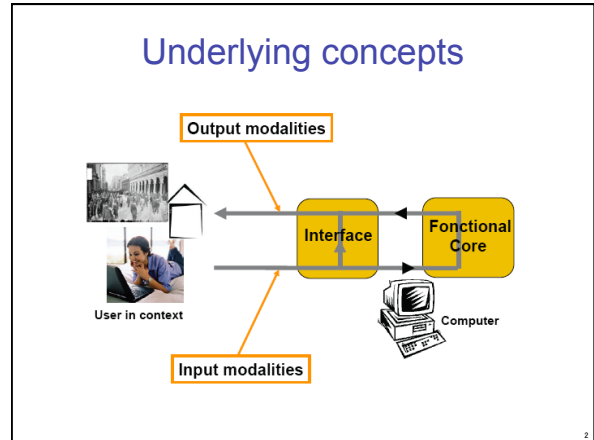 Underlying concepts
Output modalities
Interface
Fonctional
Core
User in context
Computer
Input modalities
2